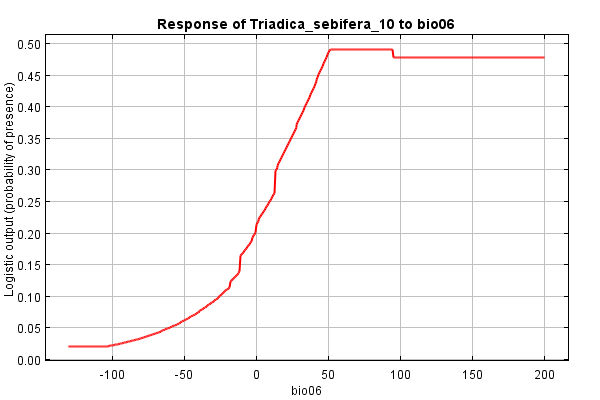 Response of Triadica_sebifera_10 to bio06
Logistic output (probability of presence)
0.50
0.45
0.40
0.35
0.30
0.25
0.20
0.15
0.10
0.05
0.00
-100 -50 0 50 100 150 200
bio06